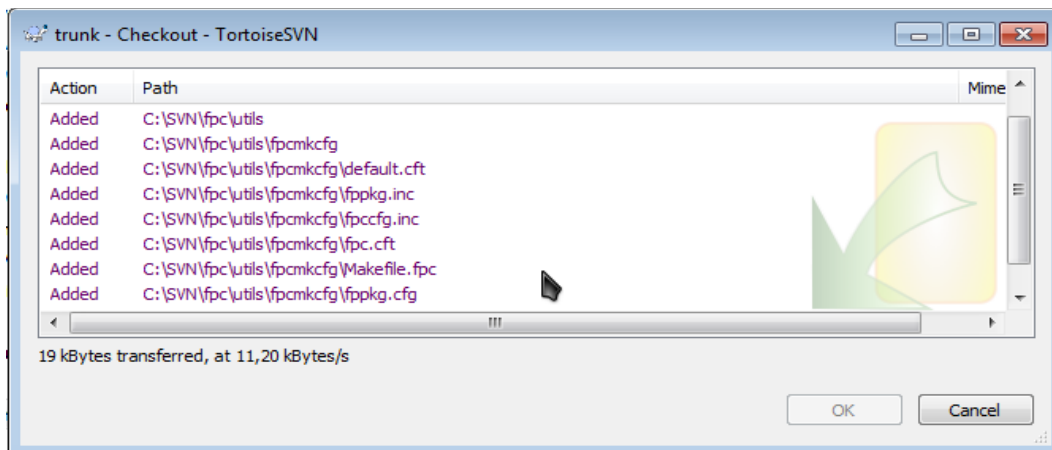 trunk - Checkout - TortoiseSVN
Action Path Mime
Added C:\SVN\fpc\utils
Added C:\SVN\fpc\utils\fpcmkcfg
Added C:\SVN\fpc\utils\fpcmkcfg\default.cft
Added C:\SVN\fpc\utils\fpcmkcfg\fppkg.inc
Added C:\SVN\fpc\utils\fpcmkcfg\fpccfg.inc
Added C:\SVN\fpc\utils\fpcmkcfg\fpc.cft
Added C:\SVN\fpc\utils\fpcmkcfg\Makefile.fpc
Added C:\SVN\fpc\utils\fpcmkcfg\fppkg.cfg
19 kBytes transferred, at 11,20 kBytes/s
OK Cancel